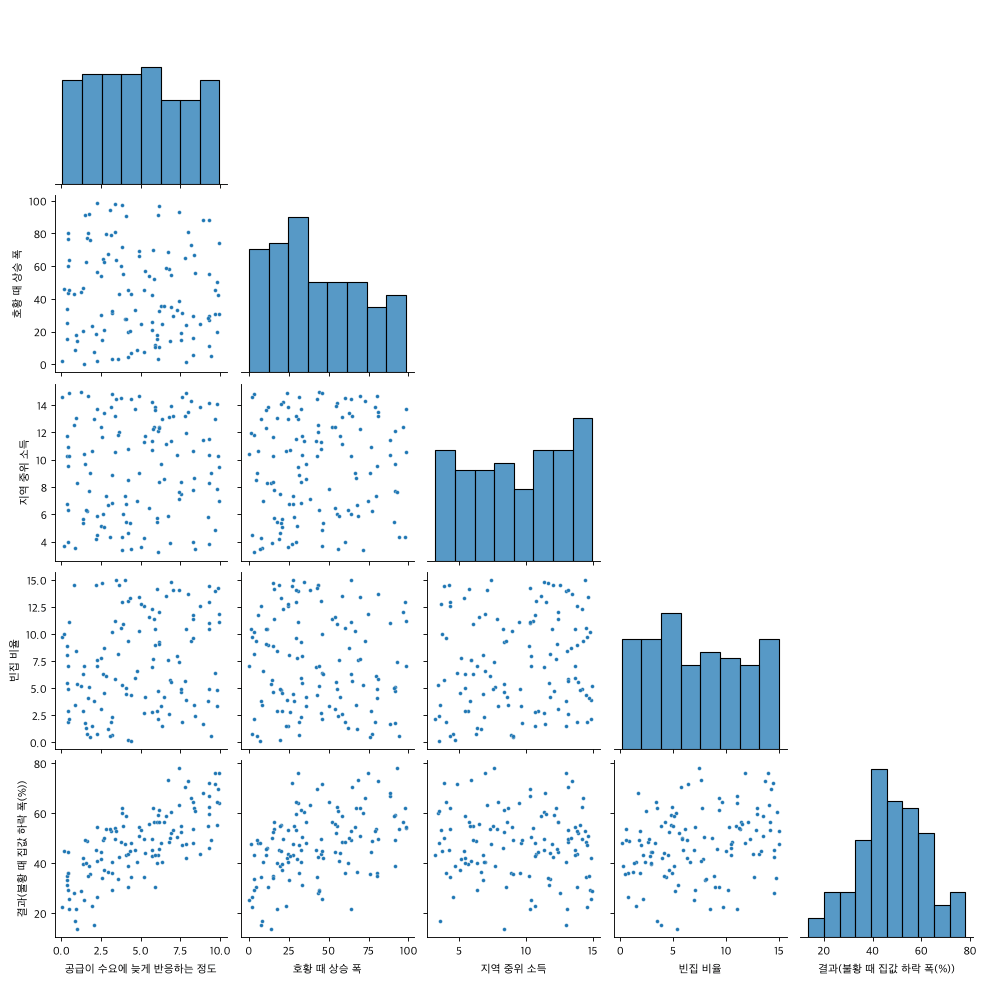 100
80
60
40
20
0
호황 때 상승 폭
14
12
10
8
6
4
지역 중위 소득
15.0
12.5
10.0
7.5
5.0
2.5
0.0
빈집 비율
80
60
40
20
결과(불황 때 집값 하락 폭(%))
0.0 2.5 5.0 7.5 10.0
0 25 50 75 100
5 10 15
0 5 10 15
20 40 60 80
공급이 수요에 늦게 반응하는 정도
호황 때 상승 폭
지역 중위 소득
빈집 비율
결과(불황 때 집값 하락 폭(%))